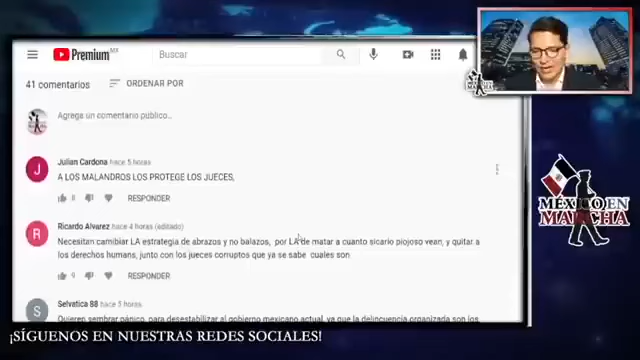 Premium MX
Buscar
41 comentarios
ORDENAR POR
Agrega un comentario público...
J
Julian Cardona hace 5 horas
A LOS MALANDROS LOS PROTEGE LOS JUECES,
8
RESPONDER
R
Ricardo Alvarez hace 4 horas (editado)
Necesitan cambiar LA estrategia de abrazos y no balazos, por LA de matar a cuanto sicario piojoso vean, y quitar a
los derechos humans, junto con los jueces corruptos que ya se sabe cuales son
9
RESPONDER
S
Selvatica 88 hace 5 horas
Quieren sembrar pánico, para desestabilizar al gobierno mexicano actual, ya que la delincuencia organizada son los
MÉXICO EN
MARCHA
MÉXICO EN
MARCHA
¡SÍGUENOS EN NUESTRAS REDES SOCIALES!